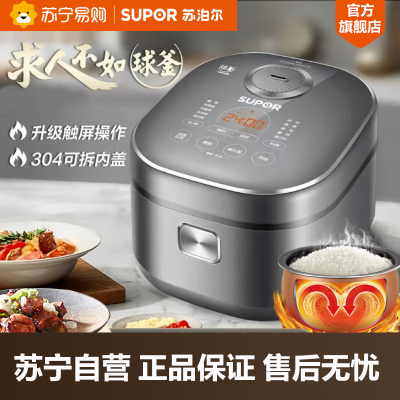 苏宁易购 SUPOR 苏泊尔
官方
旗舰店
求人不如球釜
升级触屏操作
304可拆内盖
球釜
SUPOR
24:00
苏宁自营 正品保证 售后无忧